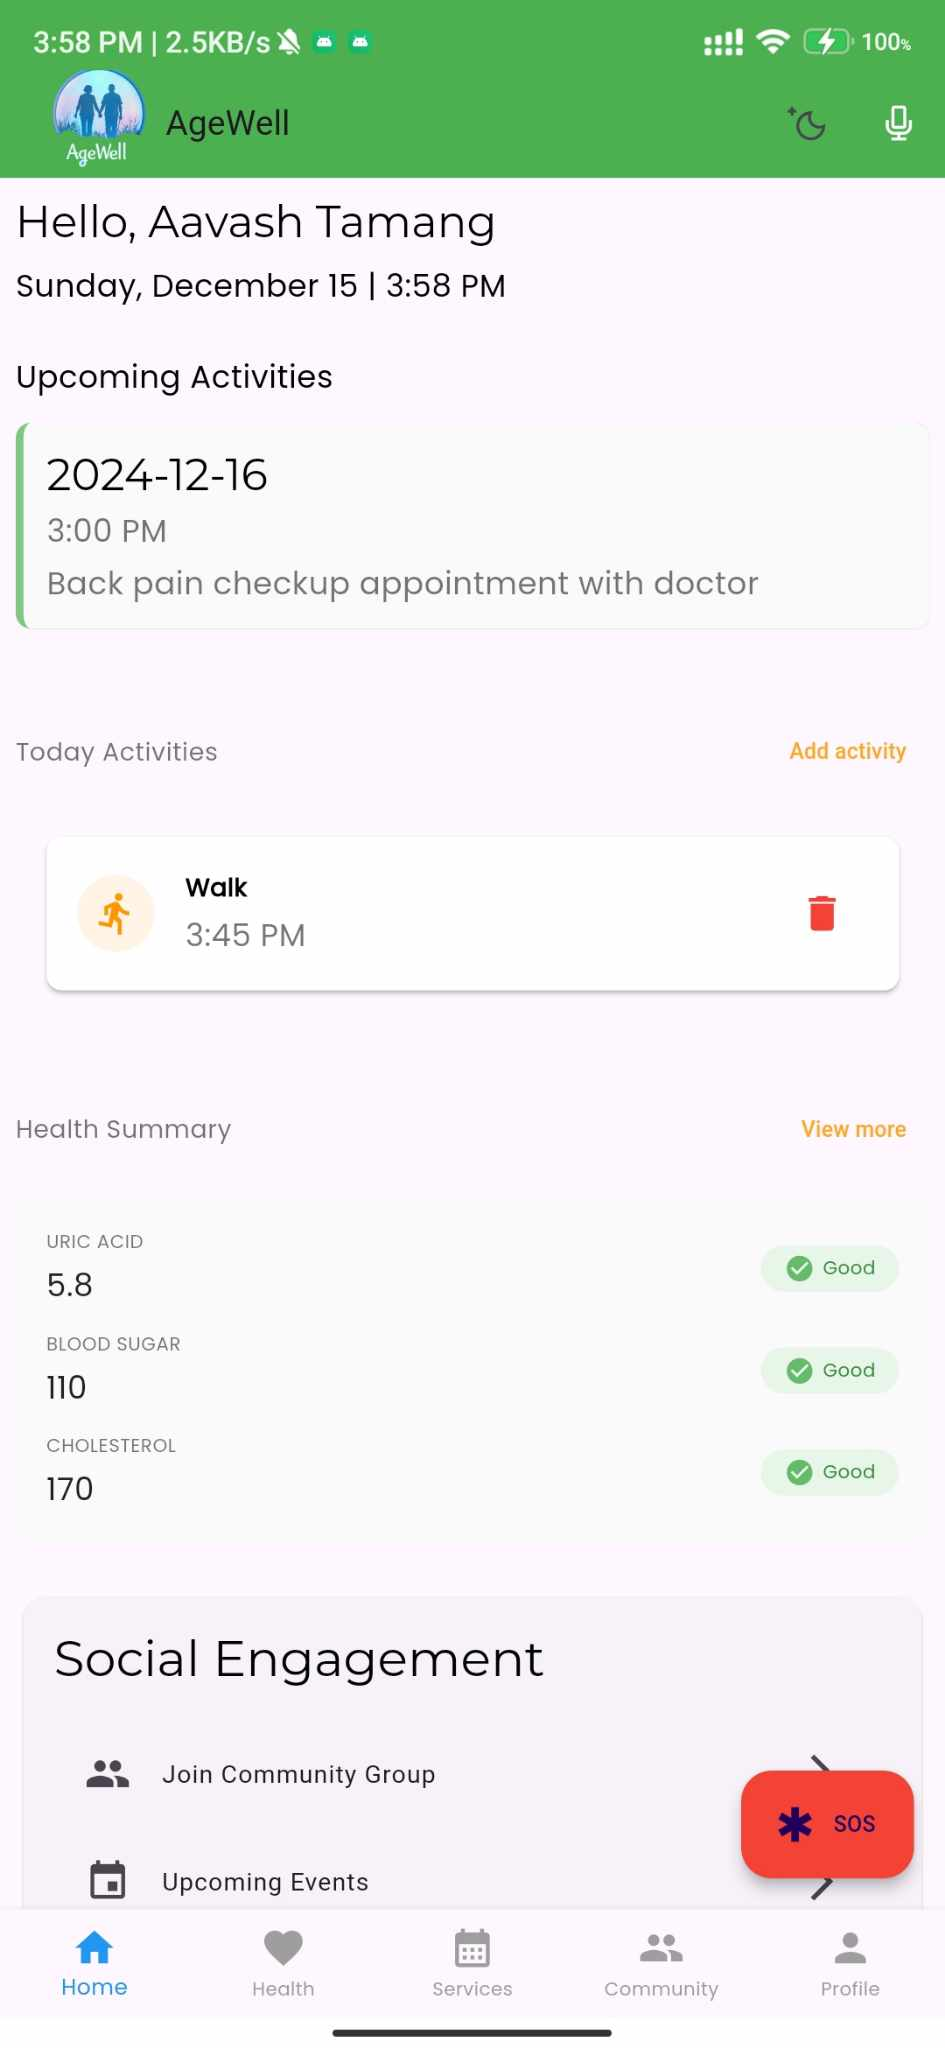 3:58 PM | 2.5KB/s
100%
AgeWell
AgeWell
Hello, Aavash Tamang
Sunday, December 15 | 3:58 PM
Upcoming Activities
2024-12-16
3:00 PM
Back pain checkup appointment with doctor
Today Activities
Add activity
Walk
3:45 PM
Health Summary
View more
URIC ACID
5.8
Good
BLOOD SUGAR
110
Good
CHOLESTEROL
170
Good
Social Engagement
Join Community Group
SOS
Upcoming Events
Home
Health
Services
Community
Profile